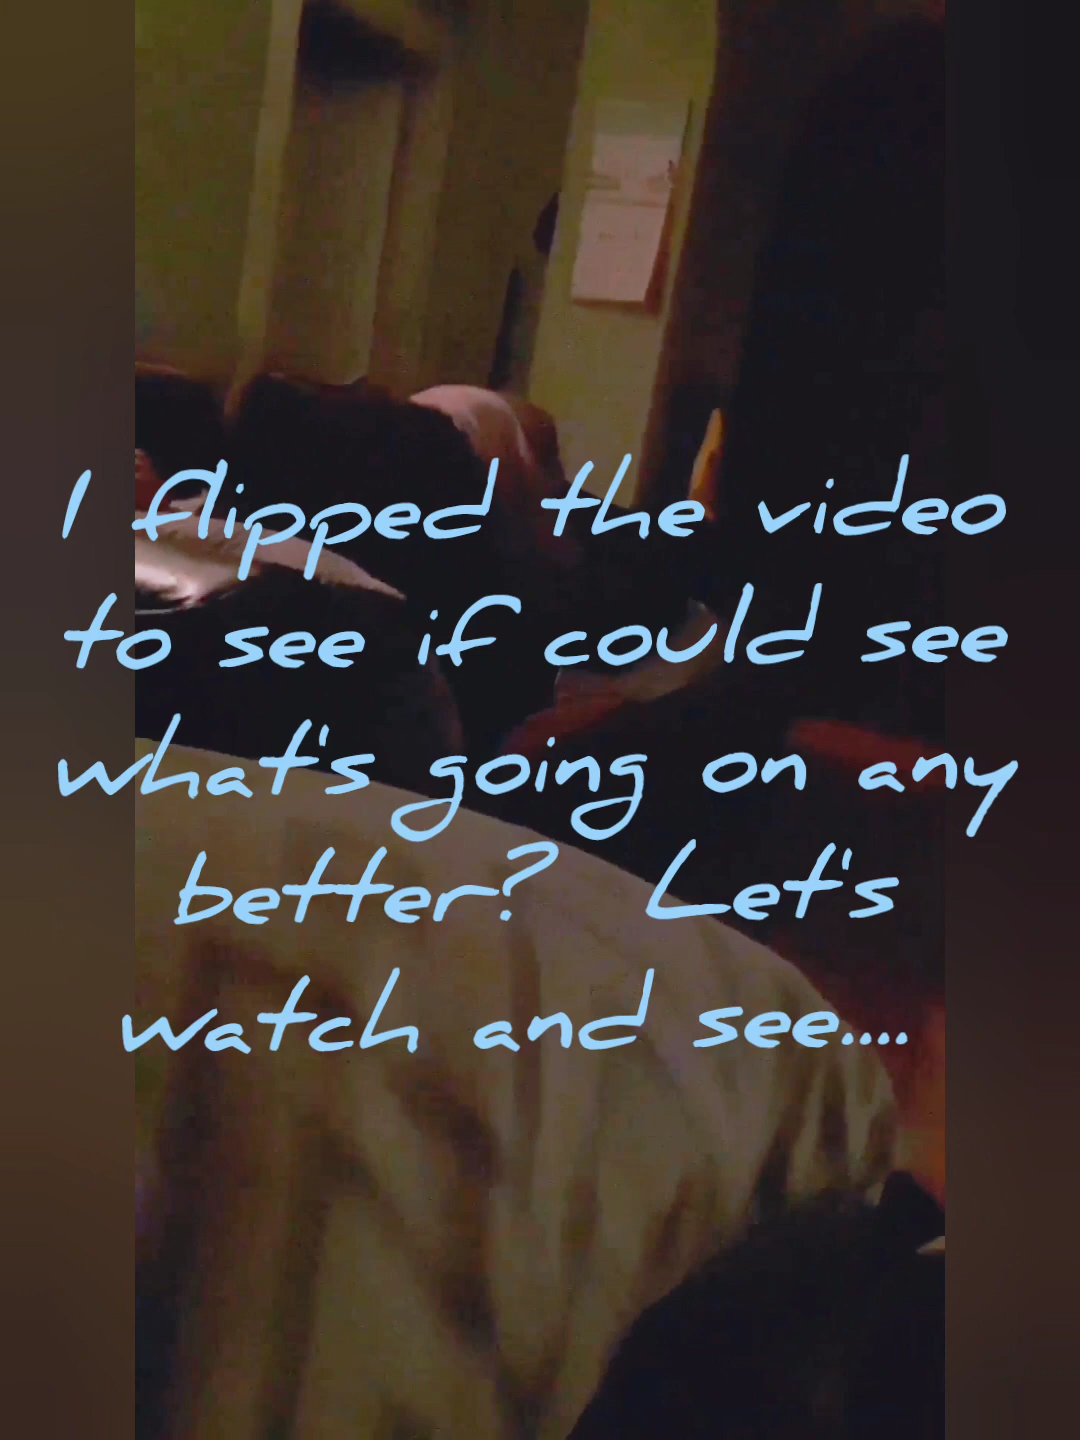 I flipped the video
to see if could see
what's going on any
better? Let's
watch and see....